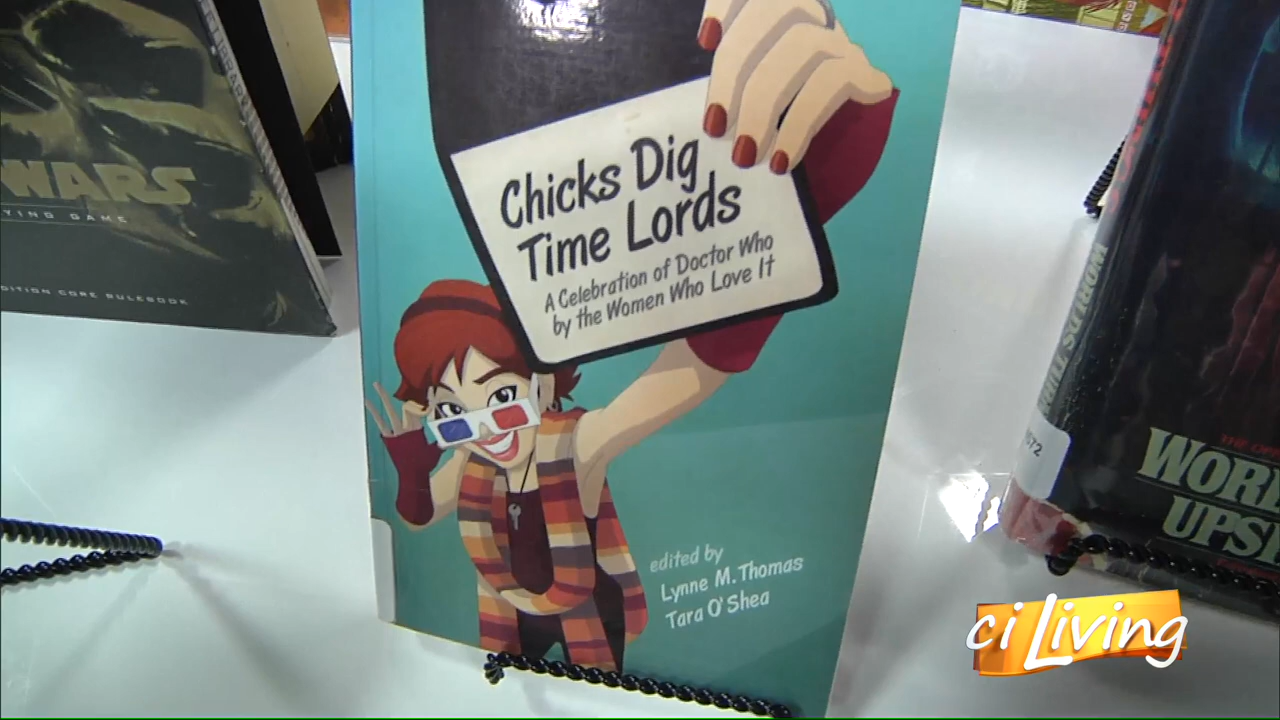 WARS
YING GAME
DITION CORE RULEBOOK
Chicks Dig
Time Lords
A Celebration of Doctor Who
by the Women Who Love It
edited by
Lynne M. Thomas
Tara O'Shea
WORL
UPS
ci Living